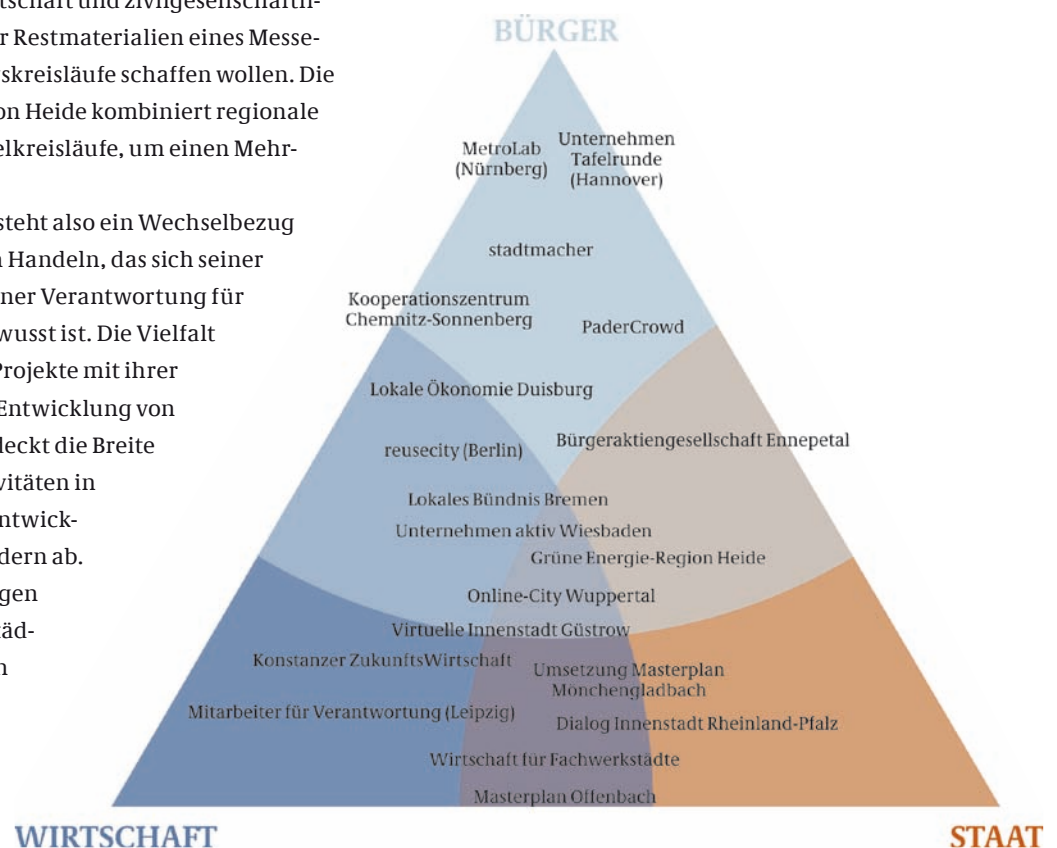 tschaft und zivilgesellschaftli-
r Restmaterialien eines Messe-
skreisläufe schaffen wollen. Die
on Heide kombiniert regionale
elkreisläufe, um einen Mehr-
steht also ein Wechselbezug
n Handeln, das sich seiner
ner Verantwortung für
wusst ist. Die Vielfalt
Projekte mit ihrer
Entwicklung von
deckt die Breite
vitäten in
ntwick-
dern ab.
gen
täd-
n
BÜRGER
MetroLab
(Nürnberg)
Unternehmen
Tafelrunde
(Hannover)
stadtmacher
Kooperationszentrum
Chemnitz-Sonnenberg
PaderCrowd
Lokale Ökonomie Duisburg
Bürgeraktiengesellschaft Ennepetal
reusecity (Berlin)
Lokales Bündnis Bremen
Unternehmen aktiv Wiesbaden
Grüne Energie-Region Heide
Online-City Wuppertal
Virtuelle Innenstadt Güstrow
Konstanzer ZukunftsWirtschaft
Umsetzung Masterplan
Mönchengladbach
Mitarbeiter für Verantwortung (Leipzig)
Dialog Innenstadt Rheinland-Pfalz
Wirtschaft für Fachwerkstädte
Masterplan Offenbach
WIRTSCHAFT
STAAT